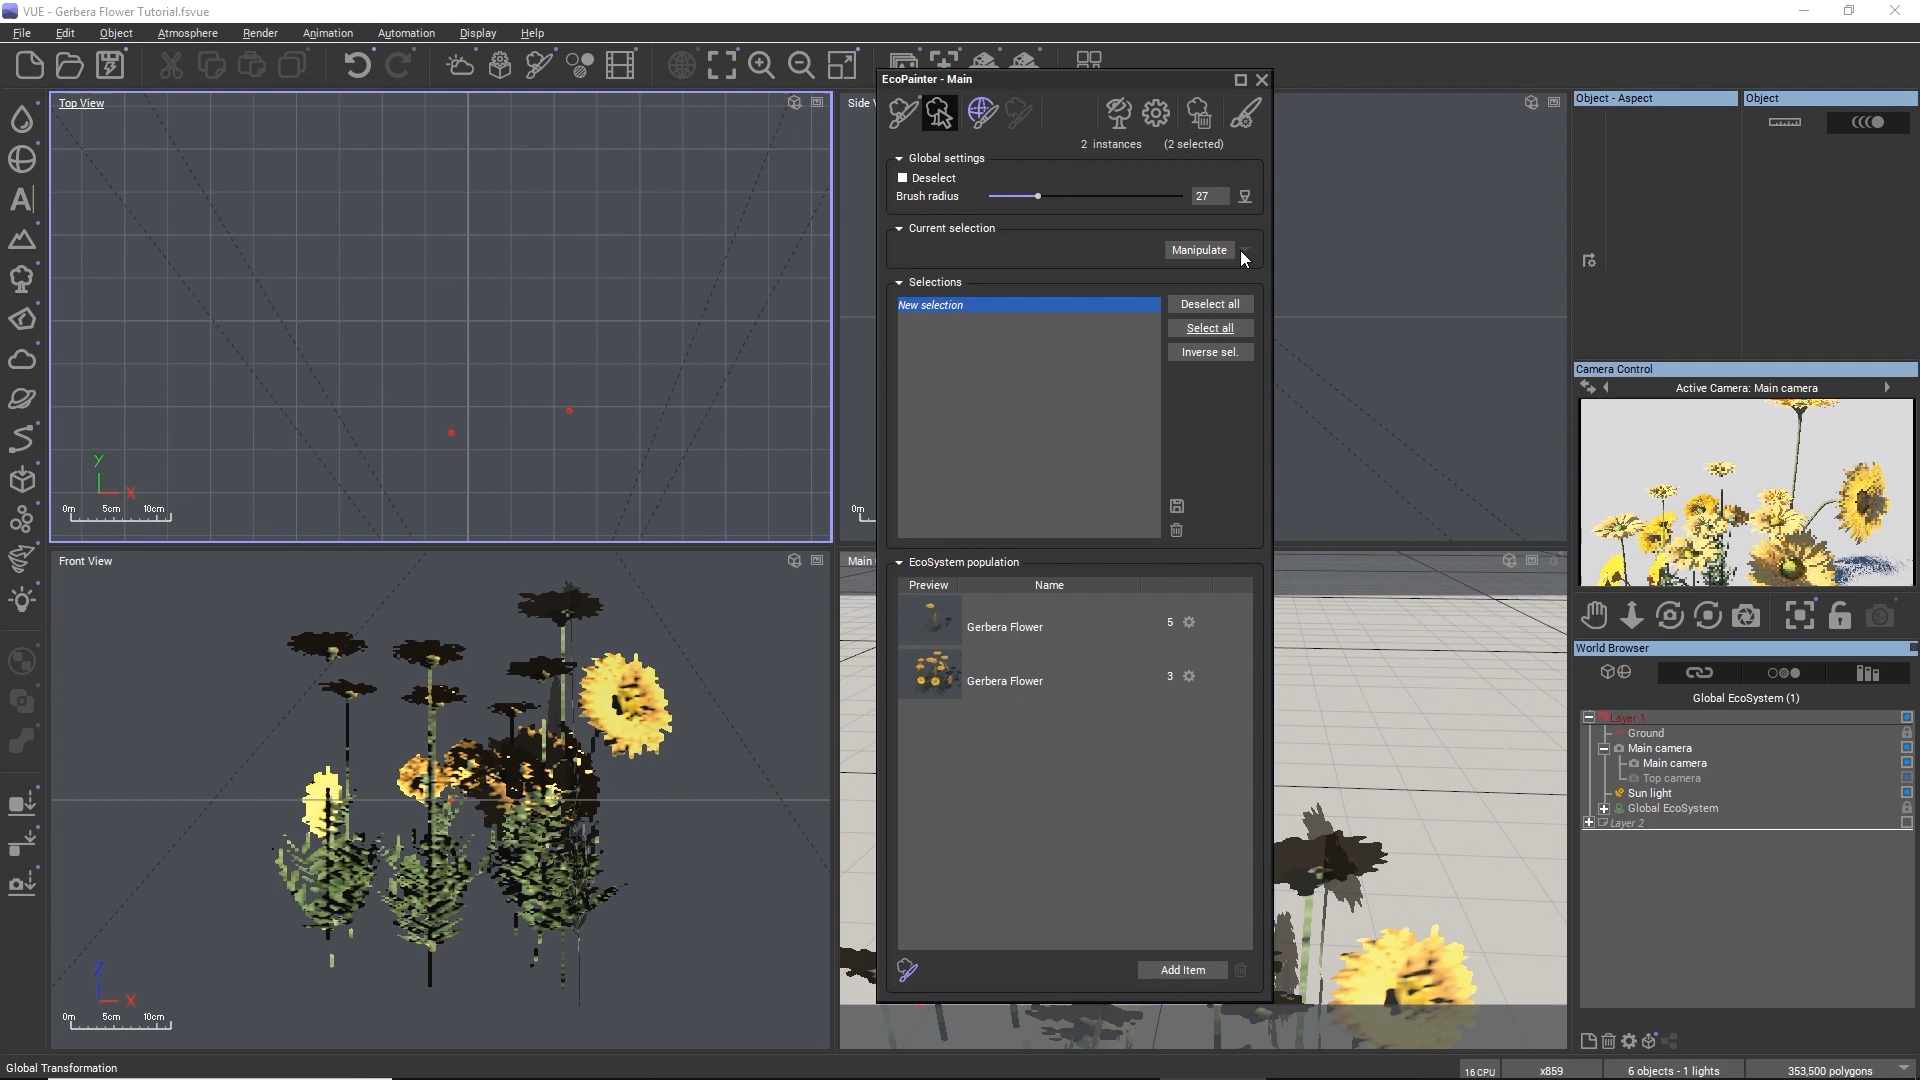 VUE - Gerbera Flower Tutorial.fsvue
File Edit Object Atmosphere Render Animation Automation Display Help
EcoPainter - Main
Top View
Side V
2 instances (2 selected)
Global settings
Deselect
Brush radius 27
Current selection
Manipulate
Selections
New selection
Deselect all
Select all
Inverse sel.
EcoSystem population
Preview Name
Gerbera Flower 5
Gerbera Flower 3
Add Item
Y
X
0m 5cm 10cm
0m
Front View
Main
Z
X
0m 5cm 10cm
Object - Aspect
Object
Camera Control
Active Camera: Main camera
World Browser
Global EcoSystem (1)
Layer 1
Ground
Main camera
Main camera
Top camera
Sun light
Global EcoSystem
Layer 2
Global Transformation
16 CPU
x859
6 objects - 1 lights
353,500 polygons